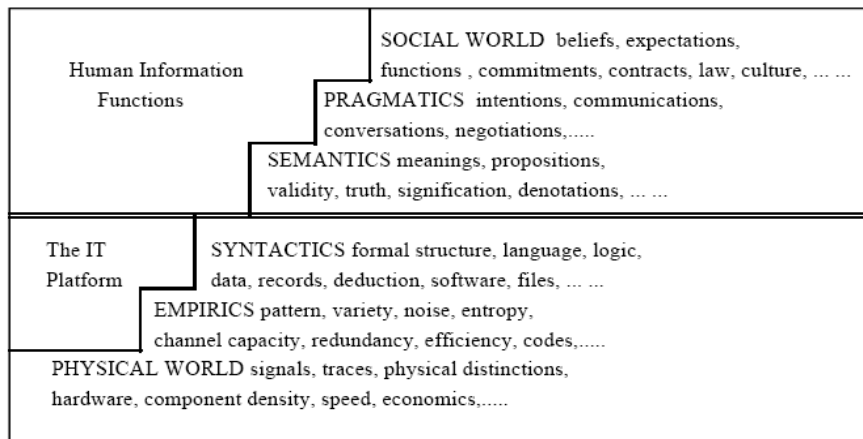 SOCIAL WORLD beliefs, expectations,
Human Information
functions , commitments, contracts, law, culture, ... ...
Functions
PRAGMATICS intentions, communications,
conversations, negotiations,.....
SEMANTICS meanings, propositions,
validity, truth, signification, denotations, ... ...
The IT
SYNTACTICS formal structure, language, logic,
Platform
data, records, deduction, software, files, ... ...
EMPIRICS pattern, variety, noise, entropy,
channel capacity, redundancy, efficiency, codes,.....
PHYSICAL WORLD signals, traces, physical distinctions,
hardware, component density, speed, economics,.....